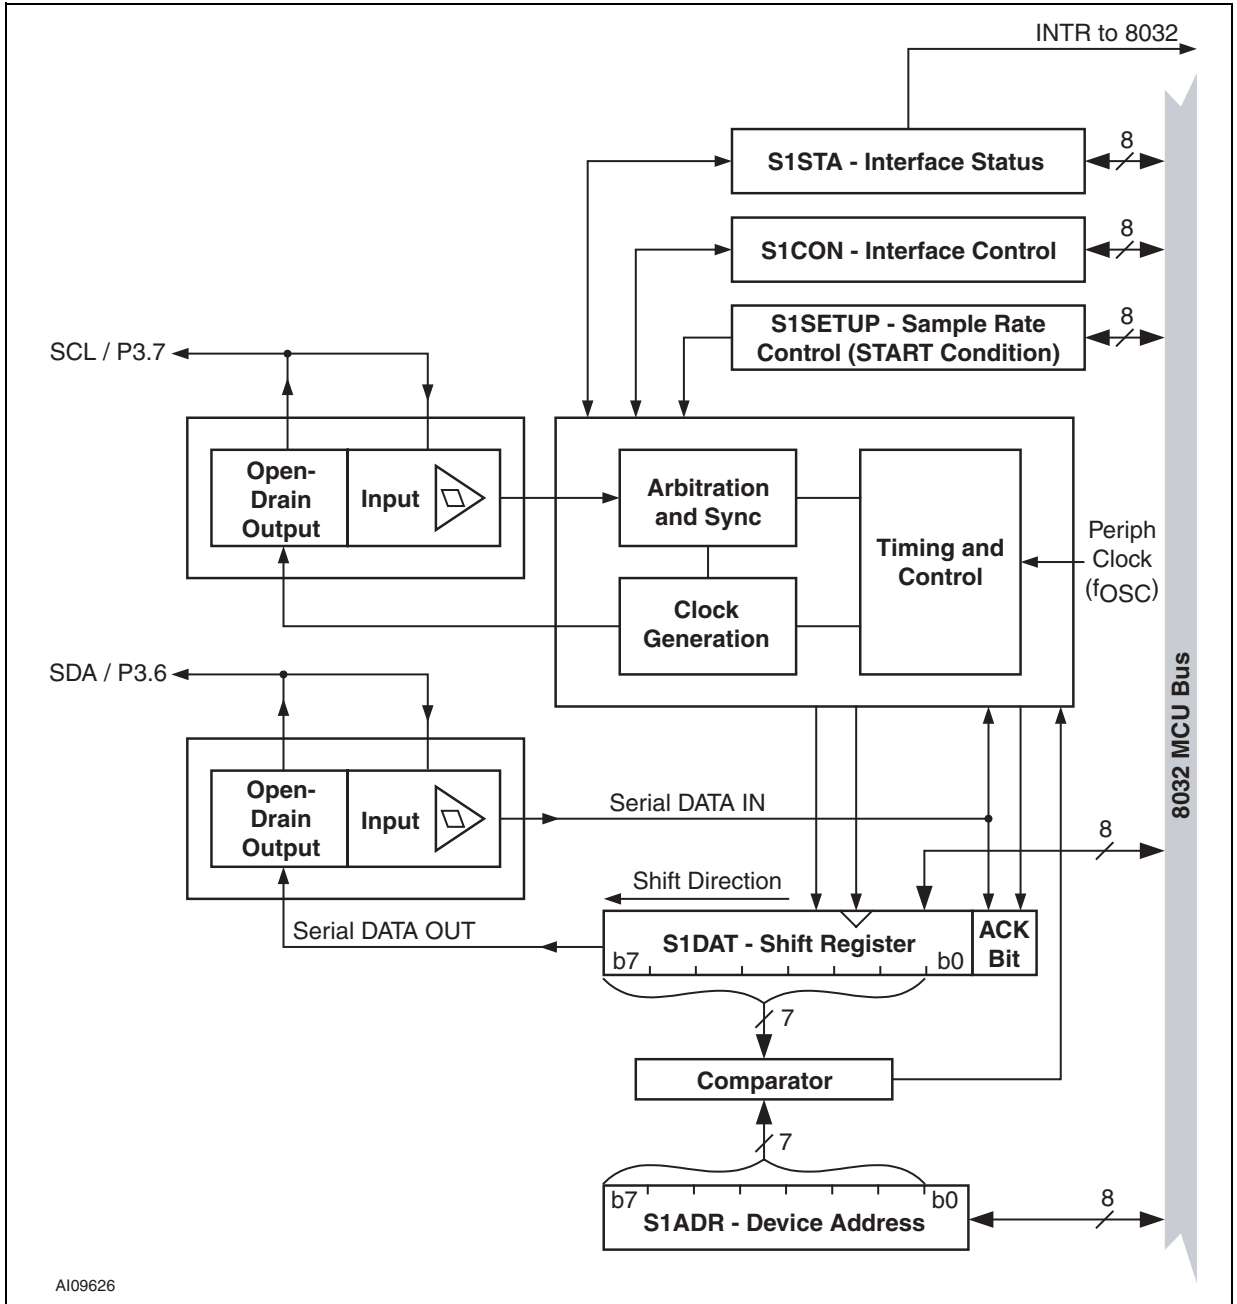 INTR to 8032
S1STA - Interface Status
8
S1CON - Interface Control
8
S1SETUP - Sample Rate
Control (START Condition)
8
SCL / P3.7
Open-
Drain
Output
Input
Arbitration
and Sync
Timing and
Control
Periph
Clock
(fOSC)
Clock
Generation
SDA / P3.6
8032 MCU Bus
Open-
Drain
Output
Input
Serial DATA IN
8
Shift Direction
Serial DATA OUT
S1DAT - Shift Register
b7
b0
ACK
Bit
7
Comparator
7
b7
b0
S1ADR - Device Address
8
AI09626